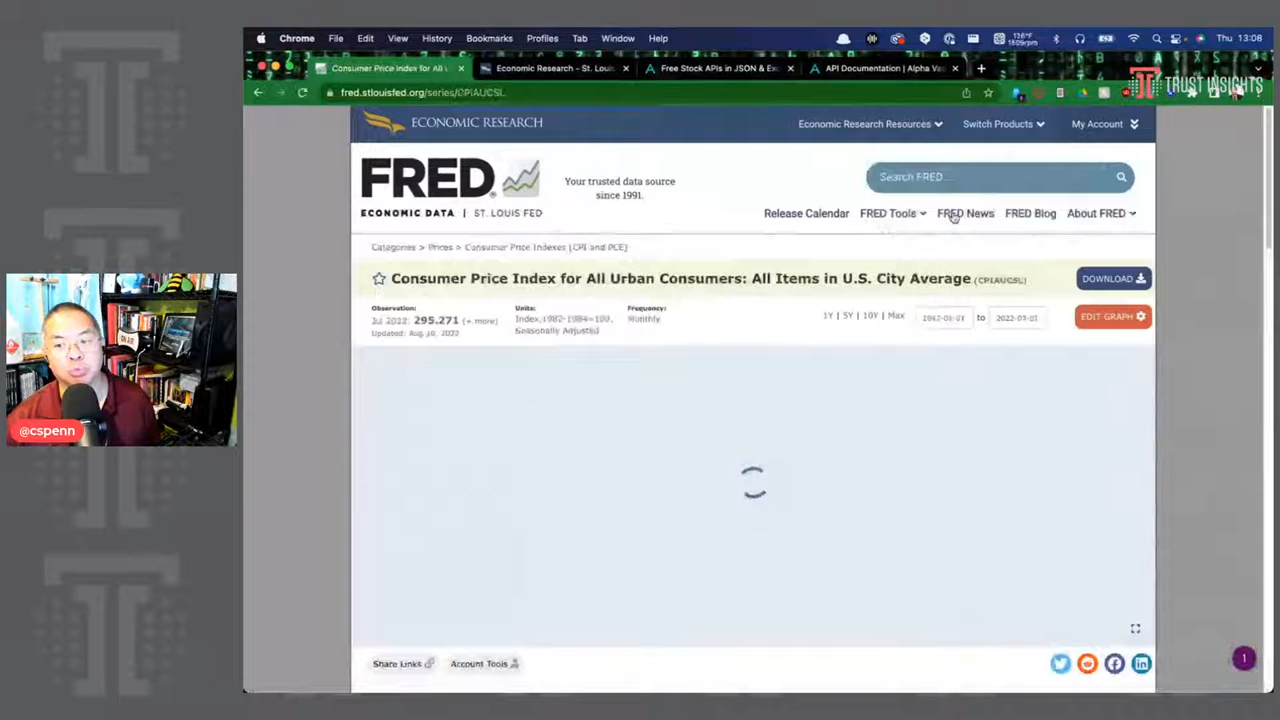 Chrome File Edit View History Bookmarks Profiles Tab Window Help
Thu 13:08
Consumer Price Index for All U
Economic Research - St. Loui
Free Stock APIs in JSON & Exc
API Documentation | Alpha Va
fred.stlouisfed.org/series/CPIAUCSL
TRUST INSIGHTS
ECONOMIC RESEARCH
Economic Research Resources
Switch Products
My Account
FRED
ECONOMIC DATA | ST. LOUIS FED
Your trusted data source
since 1991.
Search FRED...
Release Calendar FRED Tools FRED News FRED Blog About FRED
Categories > Prices > Consumer Price Indexes (CPI and PCE)
Consumer Price Index for All Urban Consumers: All Items in U.S. City Average (CPIAUCSL)
DOWNLOAD
Observation:
Jul 2022: 295.271 (+ more)
Updated: Aug 10, 2022
Units:
Index 1982-1984=100,
Seasonally Adjusted
Frequency:
Monthly
1Y | 5Y | 10Y | Max
to
EDIT GRAPH
@cspenn
Share Links
Account Tools
1